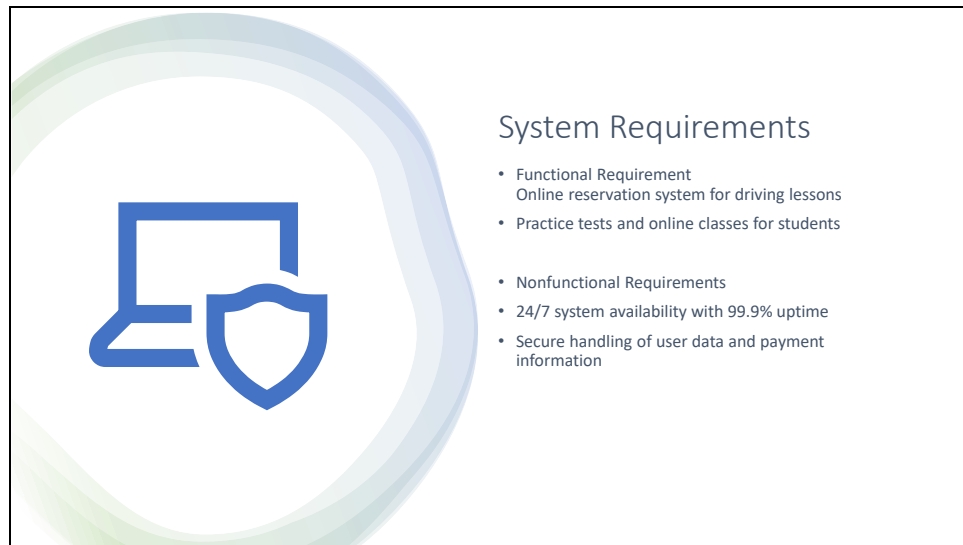 System Requirements
• Functional Requirement
Online reservation system for driving lessons
• Practice tests and online classes for students
• Nonfunctional Requirements
• 24/7 system availability with 99.9% uptime
• Secure handling of user data and payment
information